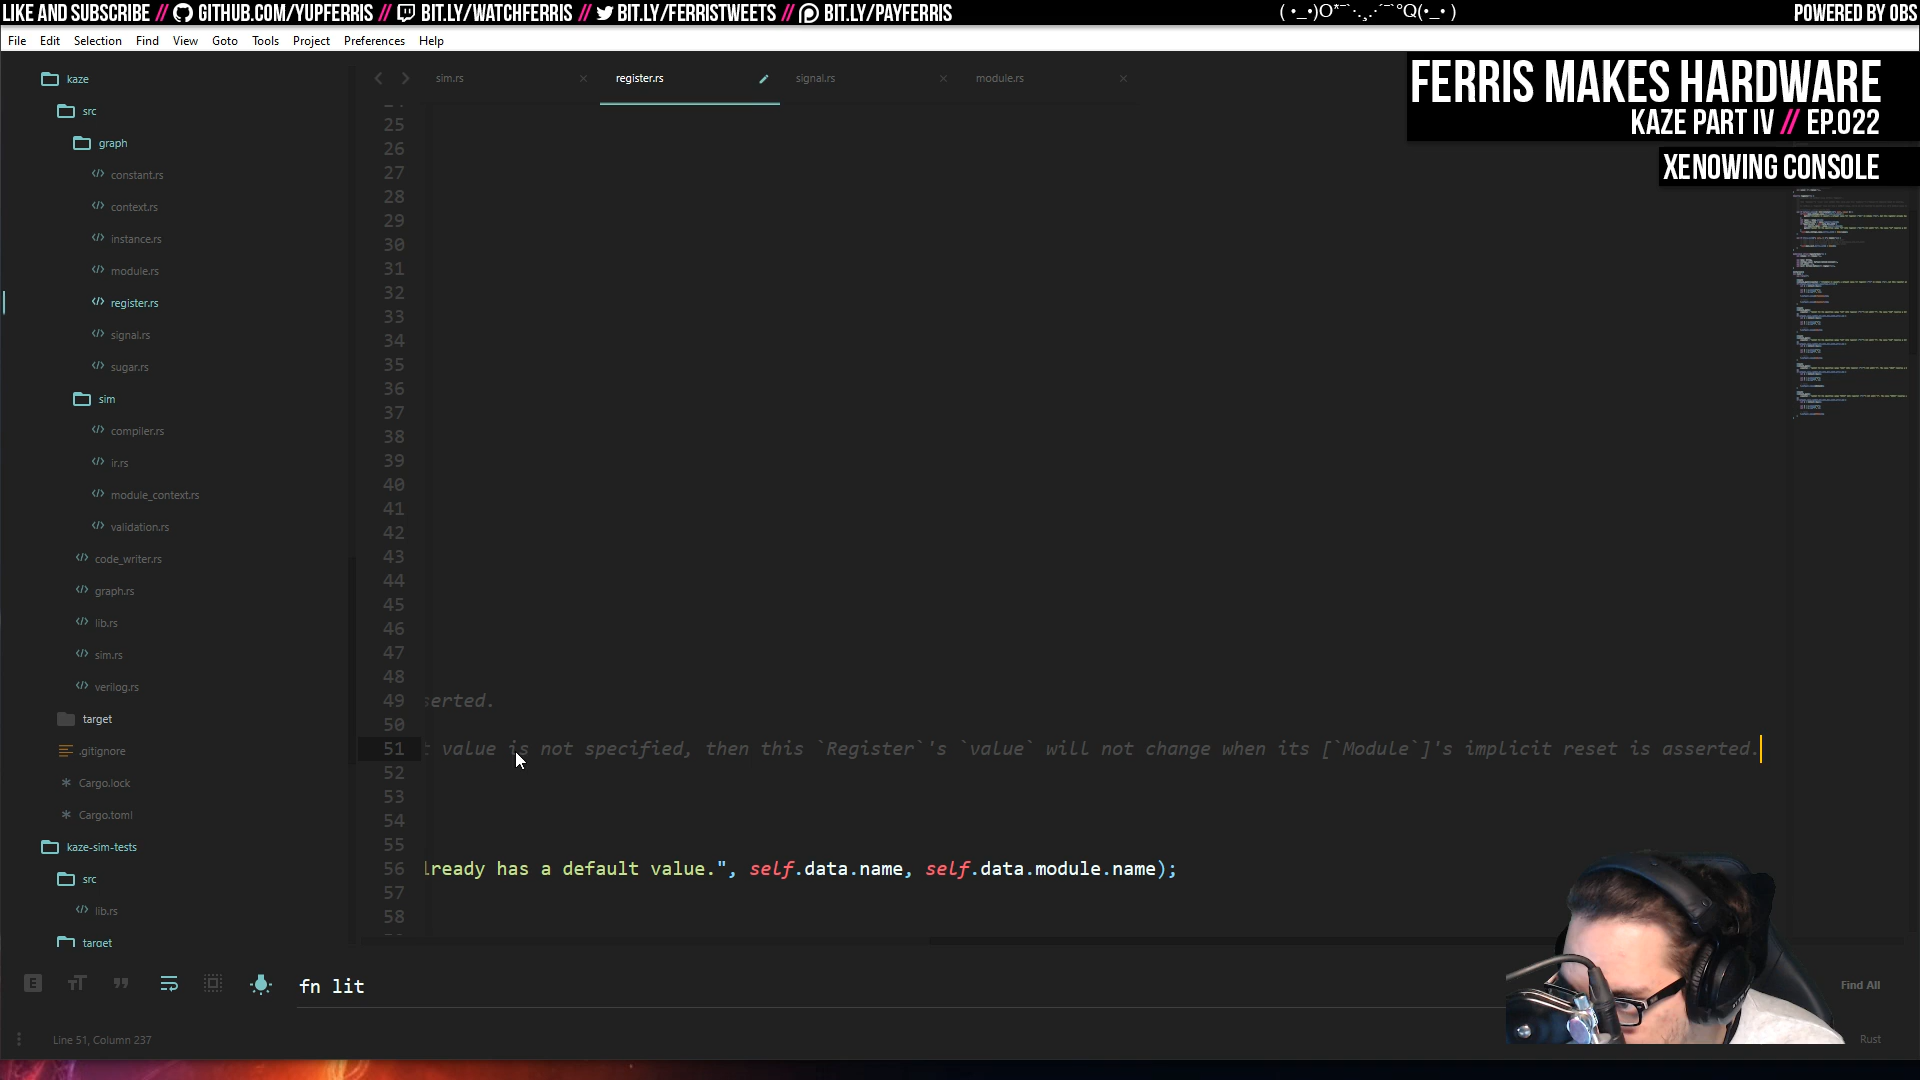 LIKE AND SUBSCRIBE // GITHUB.COM/YUPFERRIS // BIT.LY/WATCHFERRIS // BIT.LY/FERRISTWEETS // BIT.LY/PAYFERRIS
POWERED BY OBS
File Edit Selection Find View Goto Tools Project Preferences Help
FERRIS MAKES HARDWARE
KAZE PART IV // EP.022
XENOWING CONSOLE
sim.rs register.rs signal.rs module.rs
kaze
src
graph
constant.rs
context.rs
instance.rs
module.rs
register.rs
signal.rs
sugar.rs
sim
compiler.rs
ir.rs
module_context.rs
validation.rs
code_writer.rs
graph.rs
lib.rs
sim.rs
verilog.rs
target
.gitignore
Cargo.lock
Cargo.toml
kaze-sim-tests
src
lib.rs
target
25
26
27
28
29
30
31
32
33
34
35
36
37
38
39
40
41
42
43
44
45
46
47
48
49 serted.
50
51 t value is not specified, then this `Register`'s `value` will not change when its [`Module`]'s implicit reset is asserted.
52
53
54
55
56 lready has a default value.", self.data.name, self.data.module.name);
57
58
fn lit
Find All
Line 51, Column 237
Rust